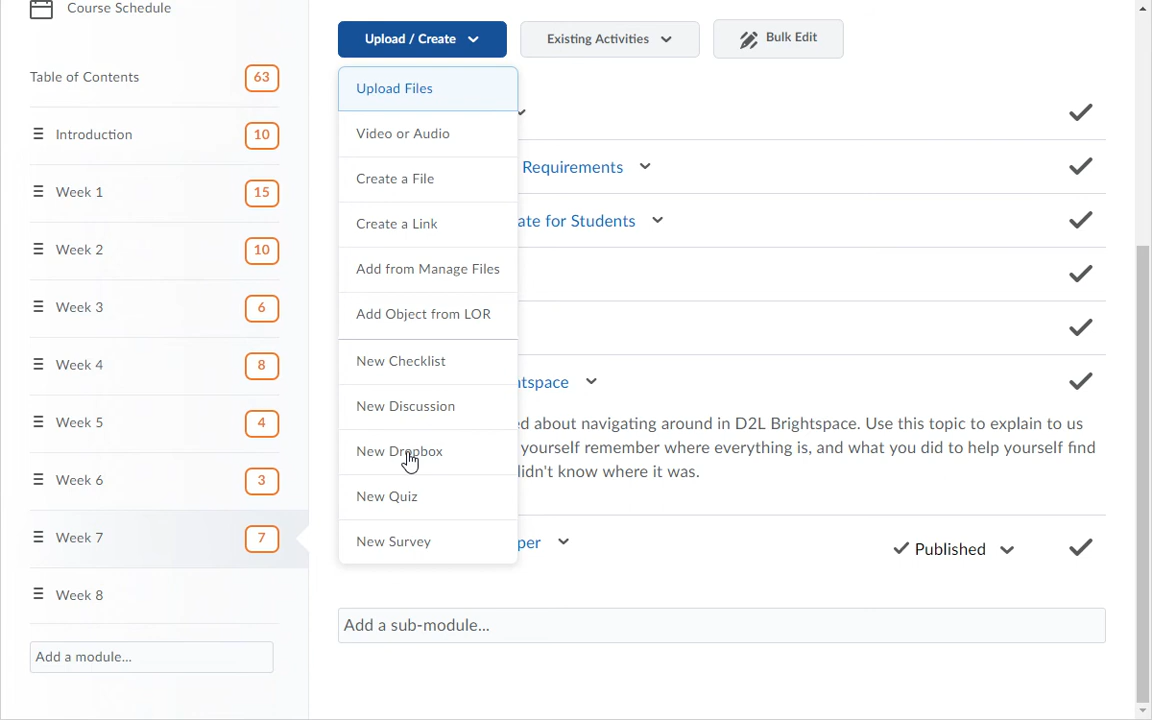 Course Schedule
Table of Contents 63
Introduction 10
Week 1 15
Week 2 10
Week 3 6
Week 4 8
Week 5 4
Week 6 3
Week 7 7
Week 8
Add a module...
Upload / Create
Existing Activities
Bulk Edit
Upload Files
Video or Audio
Create a File
Create a Link
Add from Manage Files
Add Object from LOR
New Checklist
New Discussion
New Dropbox
New Quiz
New Survey
Requirements
ate for Students
htspace
ed about navigating around in D2L Brightspace. Use this topic to explain to us
yourself remember where everything is, and what you did to help yourself find
didn't know where it was.
per
Published
Add a sub-module...